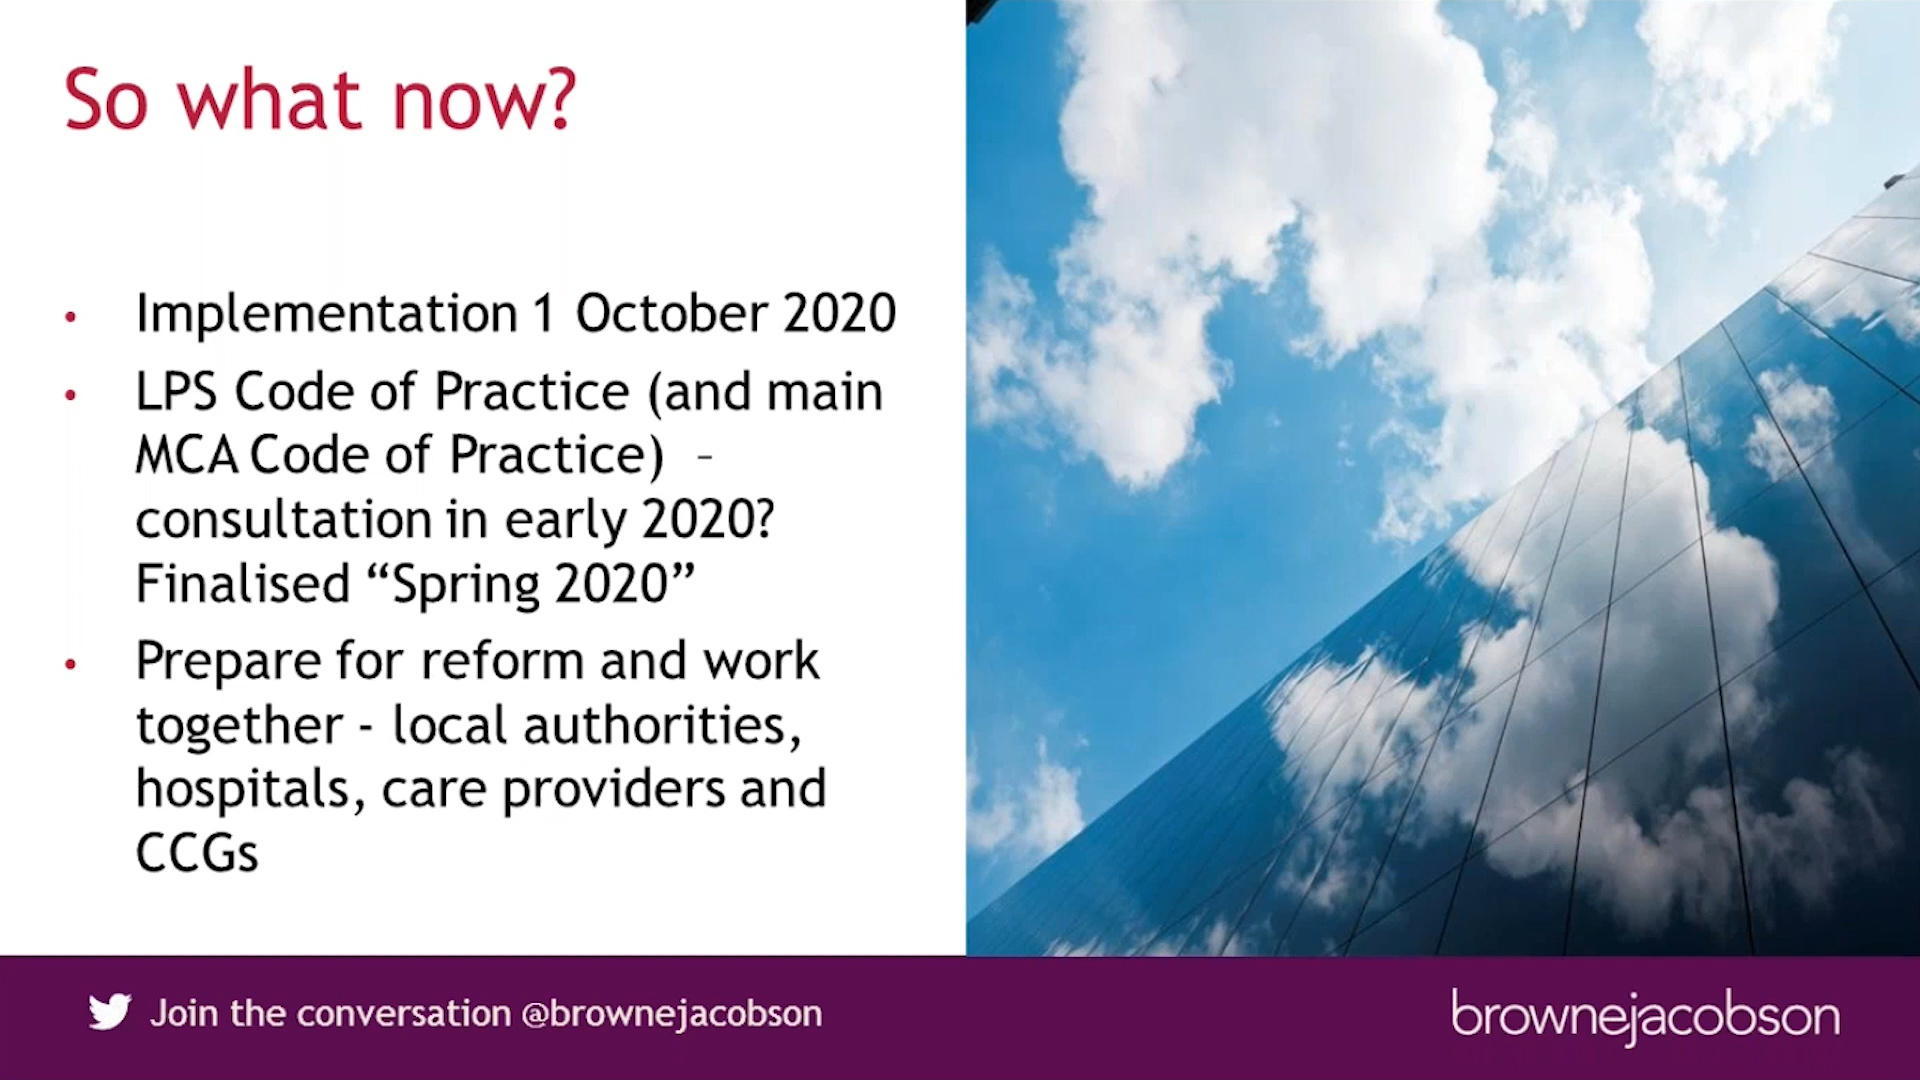 So what now?
• Implementation 1 October 2020
• LPS Code of Practice (and main
MCA Code of Practice) –
consultation in early 2020?
Finalised “Spring 2020”
• Prepare for reform and work
together - local authorities,
hospitals, care providers and
CCGs
Join the conversation @brownejacobson
brownejacobson